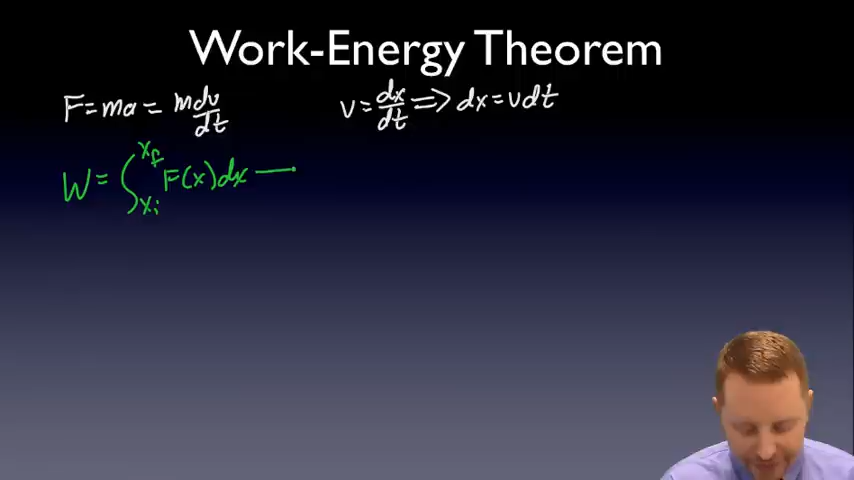 Work-Energy Theorem
F=ma= mdv/dt    v= dx/dt ⇒ dx=vdt
W= ∫_{xi}^{xf} F(x)dx —